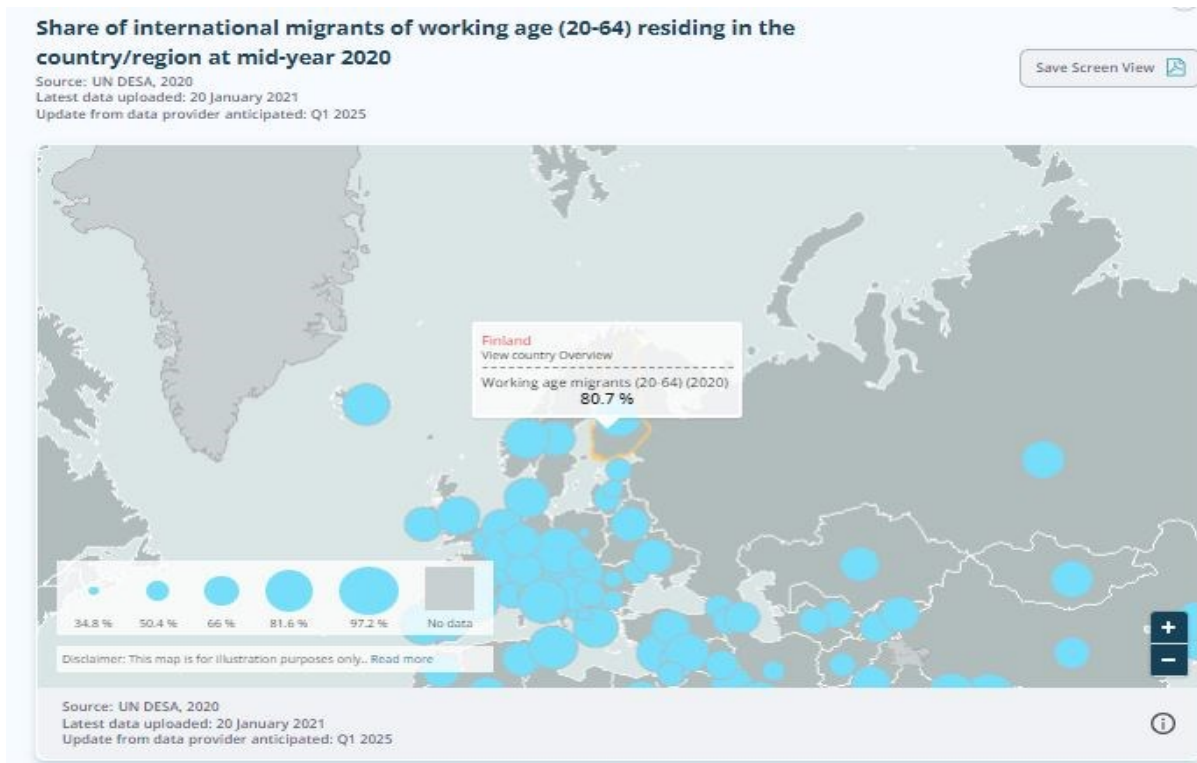 Share of international migrants of working age (20-64) residing in the
country/region at mid-year 2020
Source: UN DESA, 2020
Latest data uploaded: 20 January 2021
Update from data provider anticipated: Q1 2025
Save Screen View
Finland
View country Overview
Working age migrants (20-64) (2020)
80.7 %
34.8 %
50.4 %
66 %
81.6 %
97.2 %
No data
+
−
Disclaimer: This map is for illustration purposes only.. Read more
Source: UN DESA, 2020
Latest data uploaded: 20 January 2021
Update from data provider anticipated: Q1 2025